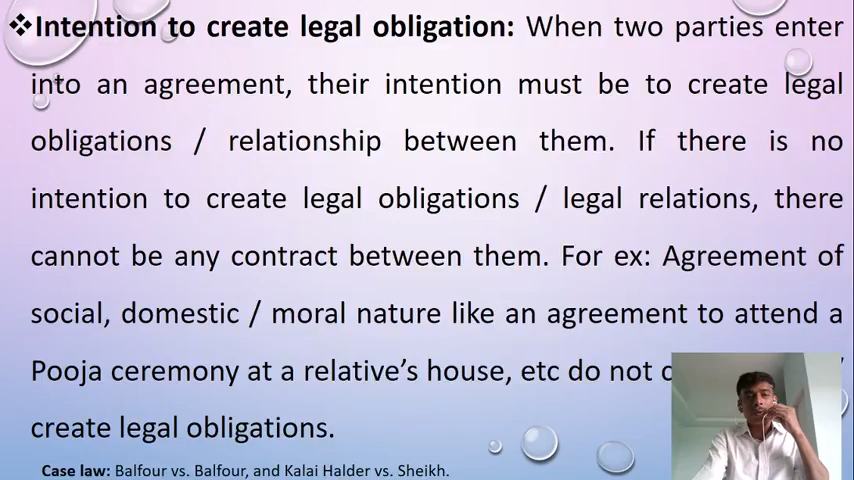 ❖Intention to create legal obligation: When two parties enter
into an agreement, their intention must be to create legal
obligations / relationship between them. If there is no
intention to create legal obligations / legal relations, there
cannot be any contract between them. For ex: Agreement of
social, domestic / moral nature like an agreement to attend a
Pooja ceremony at a relative’s house, etc do not
create legal obligations.
Case law: Balfour vs. Balfour, and Kalai Halder vs. Sheikh.